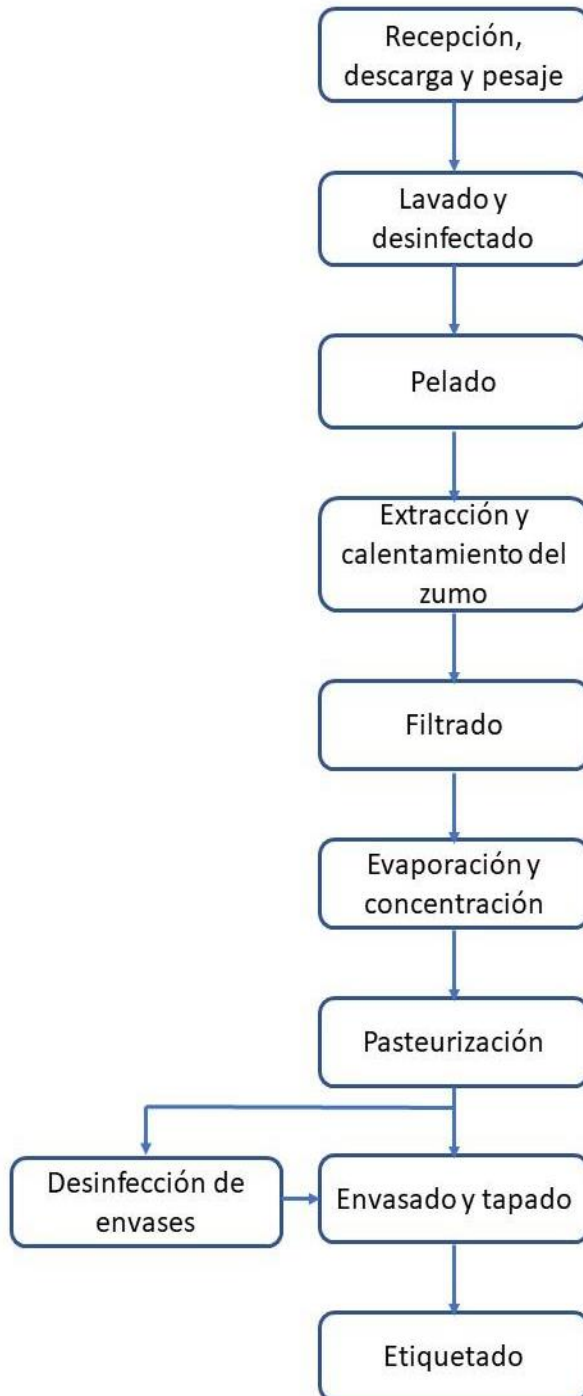 Recepción,
descarga y pesaje
Lavado y
desinfectado
Pelado
Extracción y
calentamiento del
zumo
Filtrado
Evaporación y
concentración
Pasteurización
Desinfección de
envases
Envasado y tapado
Etiquetado